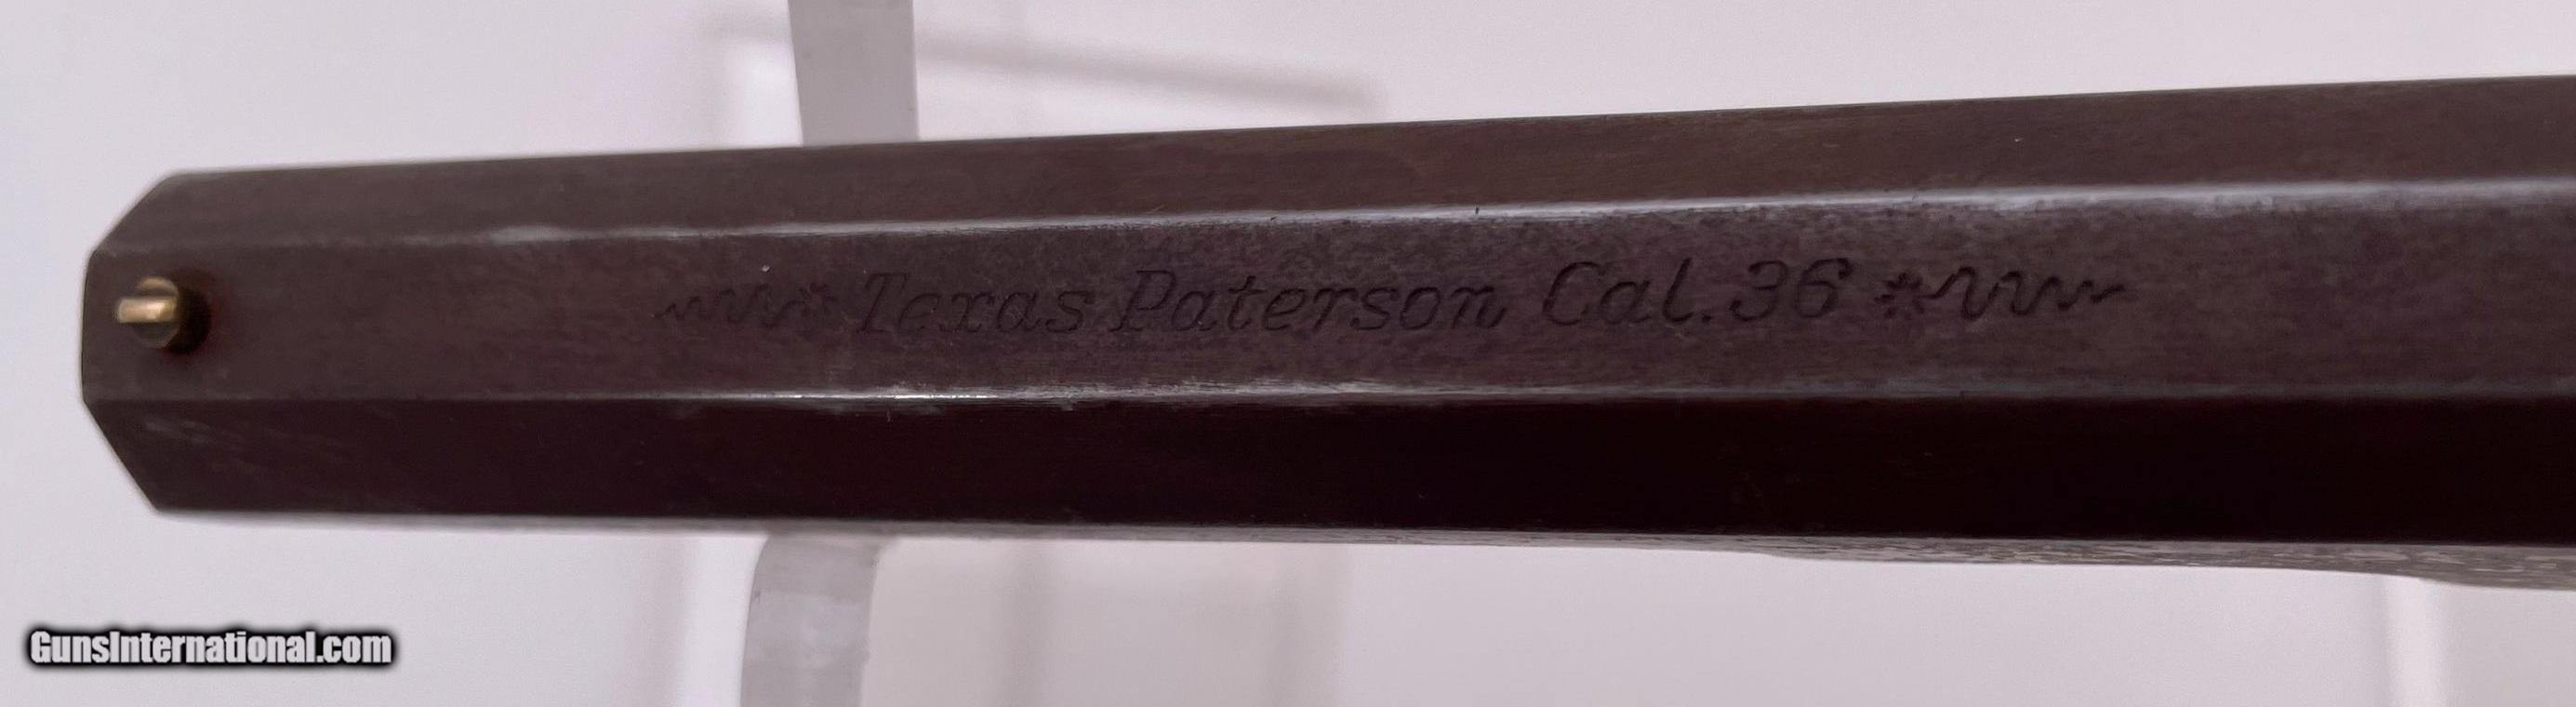 Texas Paterson Cal. 36
GunsInternational.com